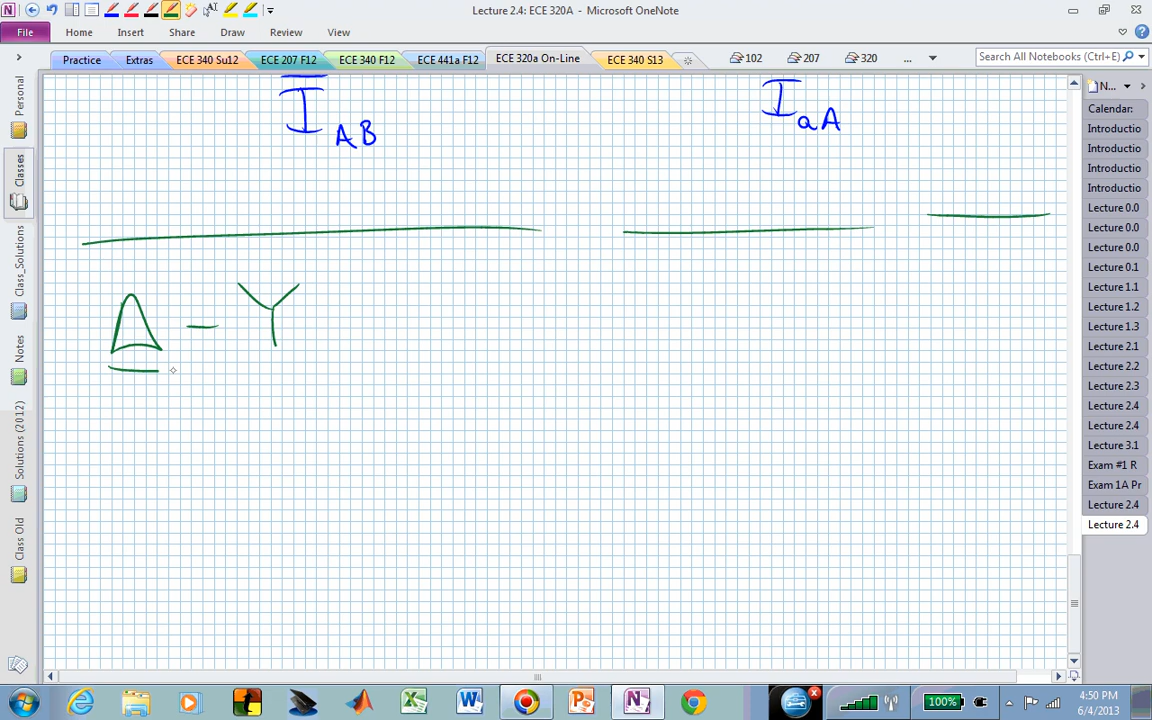 Lecture 2.4: ECE 320A - Microsoft OneNote
File Home Insert Share Draw Review View
Practice Extras ECE 340 Su12 ECE 207 F12 ECE 340 F12 ECE 441a F12 ECE 320a On-Line ECE 340 S13 102 207 320 ... Search All Notebooks (Ctrl+E)
Personal
Classes
Class_Solutions
Notes
Solutions (2012)
Class Old
N...
Calendar:
Introductio
Introductio
Introductio
Introductio
Lecture 0.0
Lecture 0.0
Lecture 0.0
Lecture 0.1
Lecture 1.1
Lecture 1.2
Lecture 1.3
Lecture 2.1
Lecture 2.2
Lecture 2.3
Lecture 2.4
Lecture 2.4
Lecture 3.1
Exam #1 R
Exam 1A Pr
Lecture 2.4
Lecture 2.4
I AB I aA
Δ - Y
100%
4:50 PM
6/4/2013